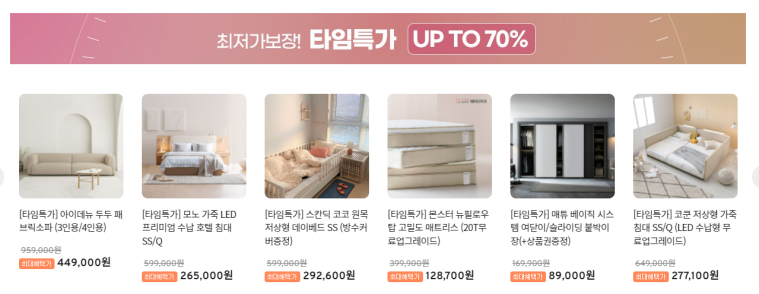 최저가보장! 타임특가 UP TO 70%
[타임특가] 아이데뉴 두두 패
브릭소파 (3인용/4인용)
959,000원
최대혜택가 449,000원
[타임특가] 모노 가죽 LED
프리미엄 수납 호텔 침대
SS/Q
599,000원
최대혜택가 265,000원
[타임특가] 스칸딕 코코 원목
저상형 데이베드 SS (방수커
버증정)
599,000원
최대혜택가 292,600원
[타임특가] 몬스터 뉴필로우
탑 고밀도 매트리스 (20T무
료업그레이드)
399,900원
최대혜택가 128,700원
[타임특가] 매튜 베이직 시스
템 여닫이/슬라이딩 붙박이
장(+상품권증정)
169,900원
최대혜택가 89,000원
[타임특가] 코쿤 저상형 가죽
침대 SS/Q (LED 수납형 무
료업그레이드)
649,000원
최대혜택가 277,100원